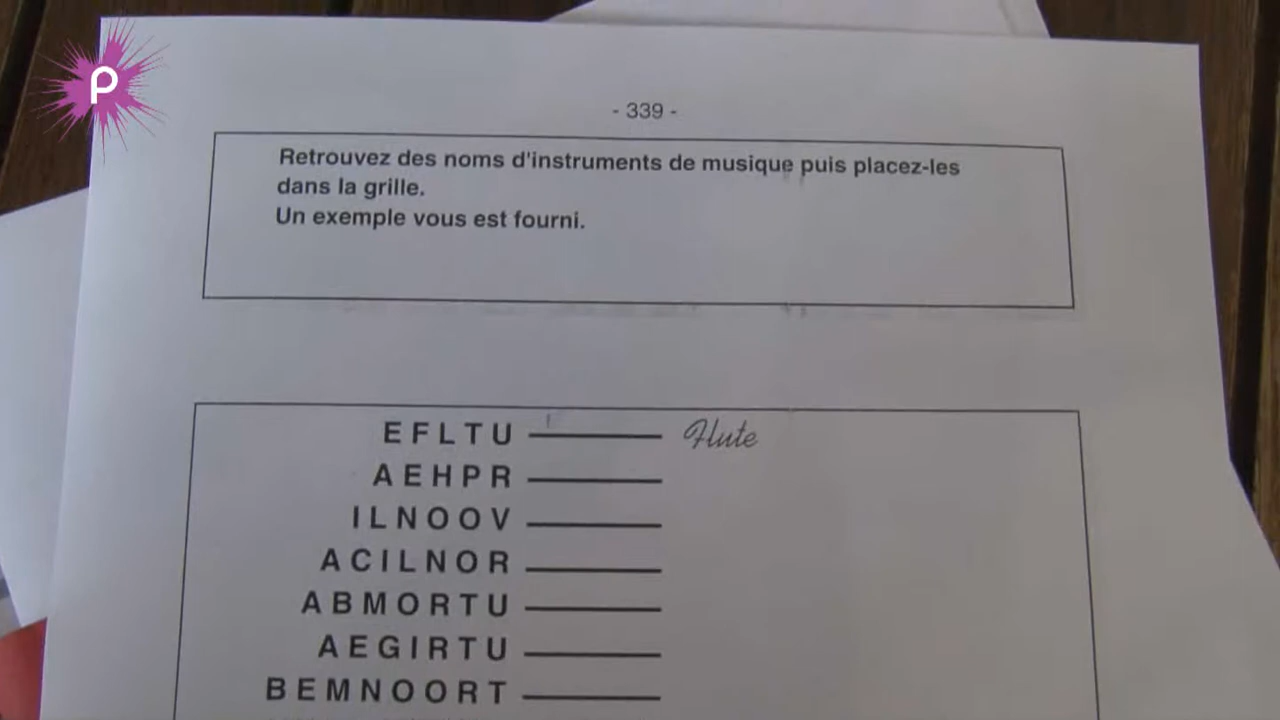 P
- 339 -
Retrouvez des noms d'instruments de musique puis placez-les
dans la grille.
Un exemple vous est fourni.
E F L T U Flute
A E H P R
I L N O O V
A C I L N O R
A B M O R T U
A E G I R T U
B E M N O O R T